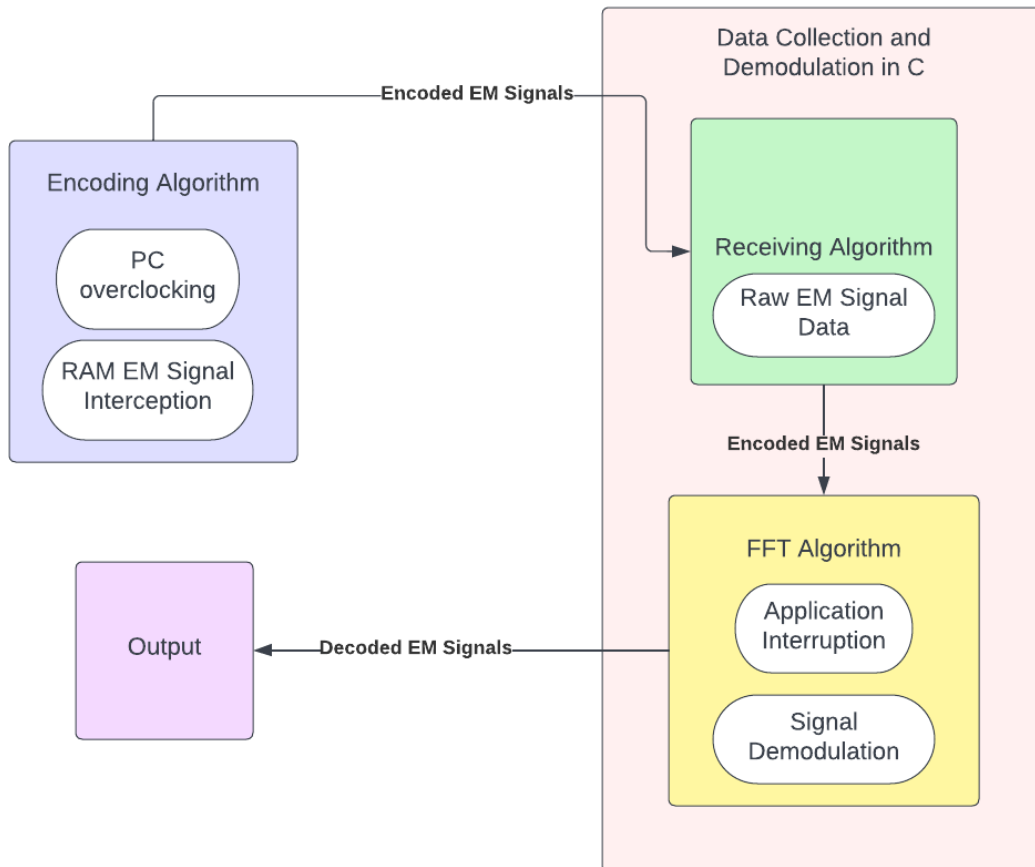 Data Collection and
Demodulation in C
Encoded EM Signals
Encoding Algorithm
PC
overclocking
RAM EM Signal
Interception
Receiving Algorithm
Raw EM Signal
Data
Encoded EM Signals
FFT Algorithm
Application
Interruption
Signal
Demodulation
Decoded EM Signals
Output